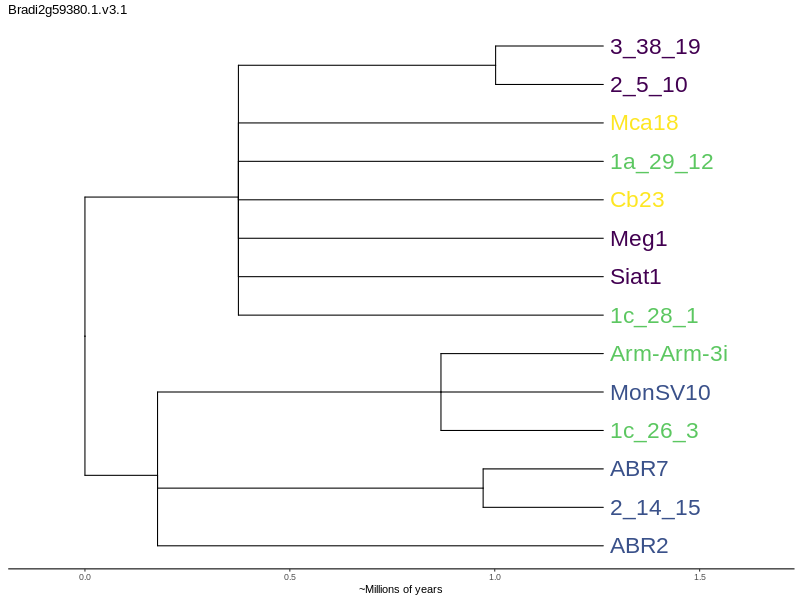 Bradi2g59380.1.v3.1
3_38_19
2_5_10
Mca18
1a_29_12
Cb23
Meg1
Siat1
1c_28_1
Arm-Arm-3i
MonSV10
1c_26_3
ABR7
2_14_15
ABR2
0.0 0.5 1.0 1.5
~Millions of years